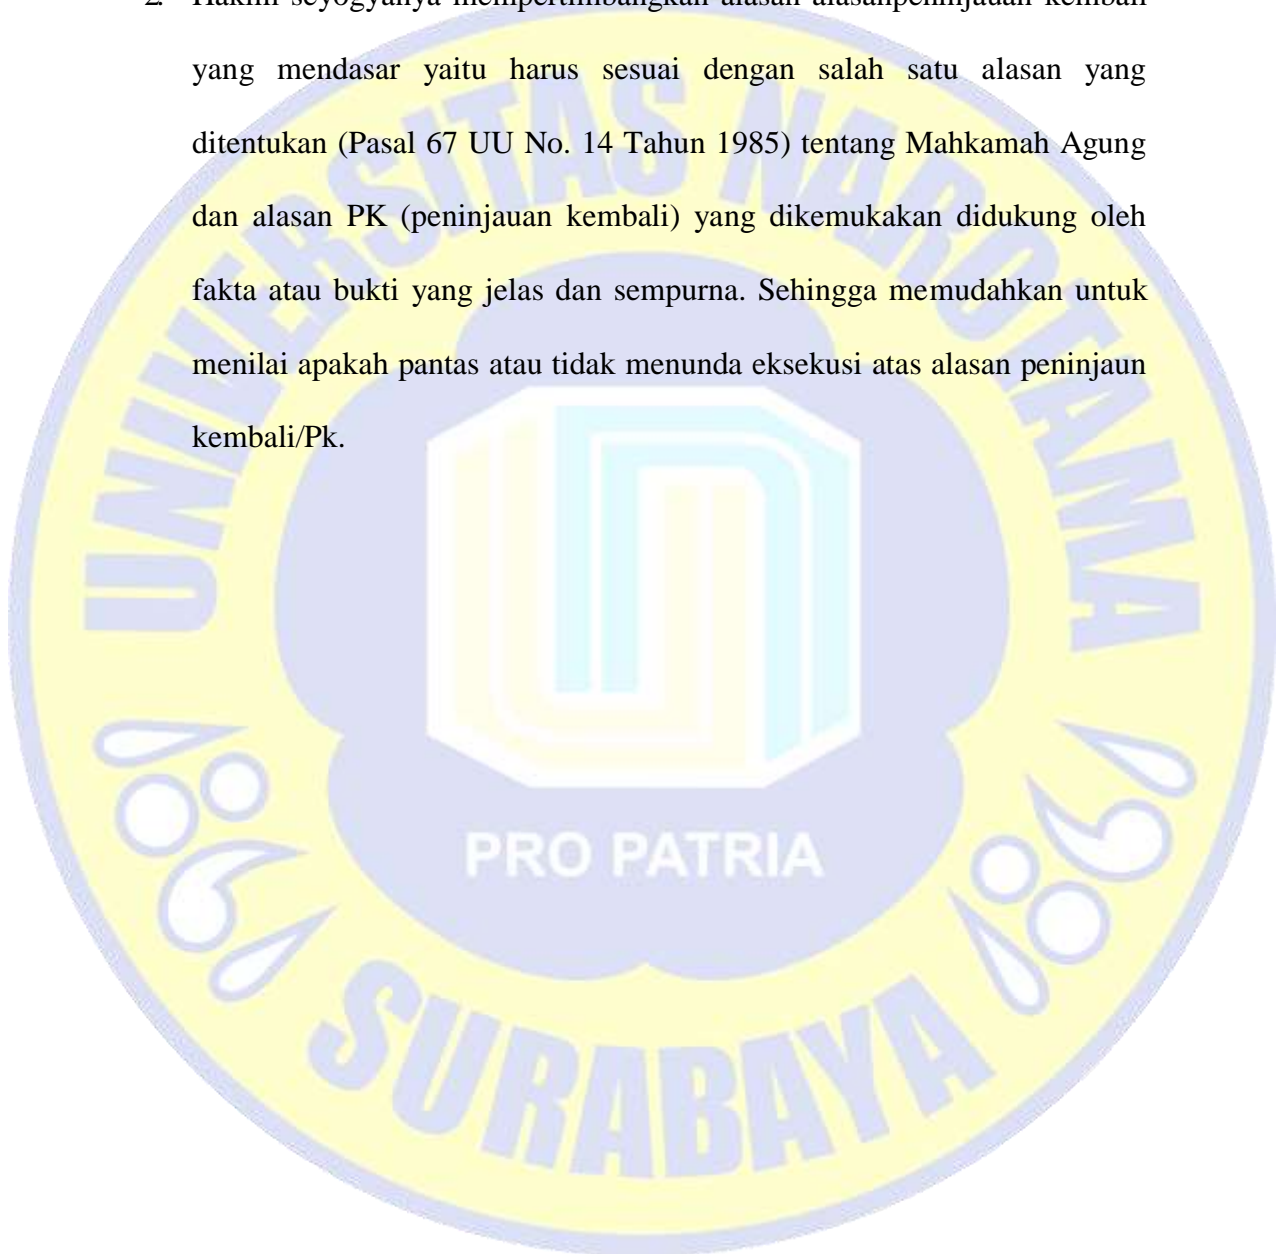 2. Hakim seyogyanya mempertimbangkan alasan-alasanpeninjauan kembali
yang mendasar yaitu harus sesuai dengan salah satu alasan yang
ditentukan (Pasal 67 UU No. 14 Tahun 1985) tentang Mahkamah Agung
dan alasan PK (peninjauan kembali) yang dikemukakan didukung oleh
fakta atau bukti yang jelas dan sempurna. Sehingga memudahkan untuk
menilai apakah pantas atau tidak menunda eksekusi atas alasan peninjaun
kembali/Pk.
UNIVERSITAS NAROTAMA
PRO PATRIA
SURABAYA